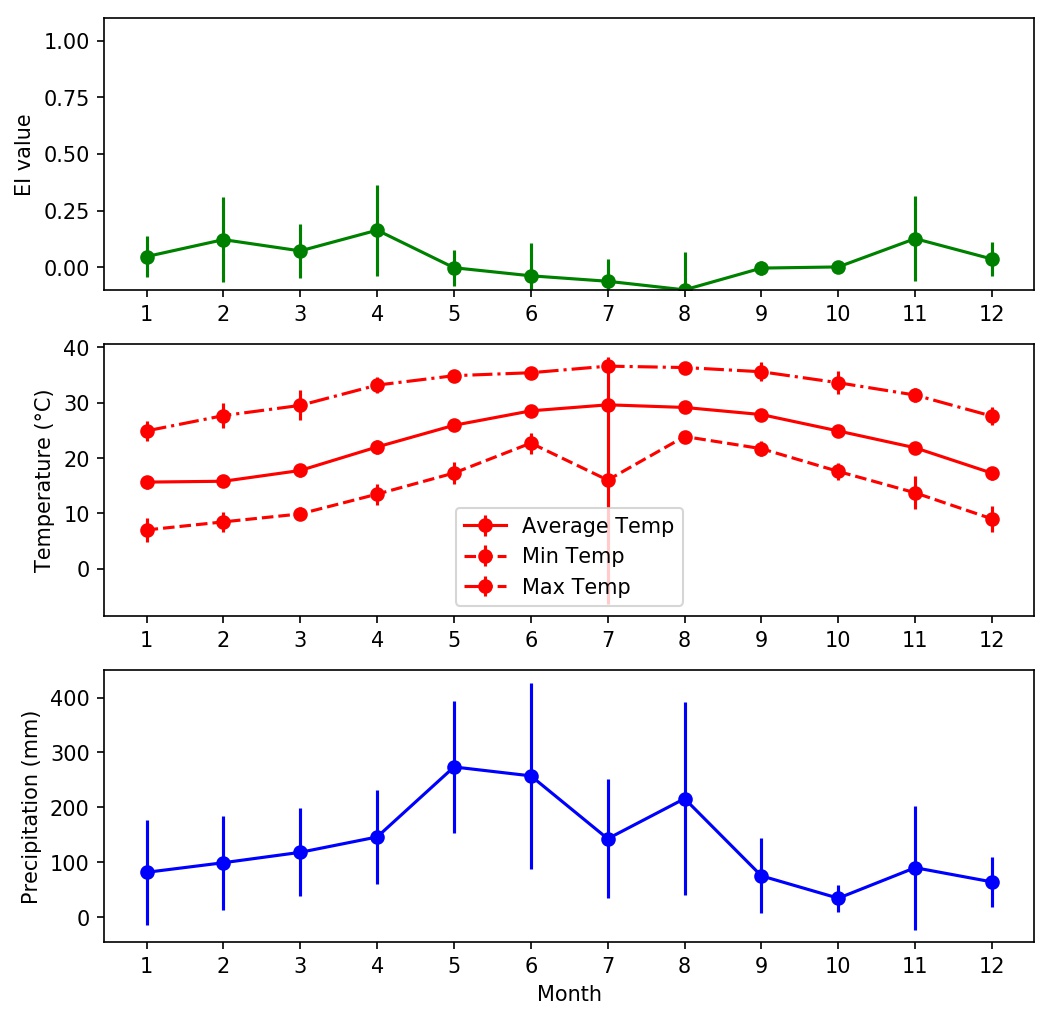 1.00
0.75
0.50
0.25
0.00
EI value
1 2 3 4 5 6 7 8 9 10 11 12
40
30
20
10
0
Temperature (°C)
Average Temp
Min Temp
Max Temp
1 2 3 4 5 6 7 8 9 10 11 12
400
300
200
100
0
Precipitation (mm)
1 2 3 4 5 6 7 8 9 10 11 12
Month